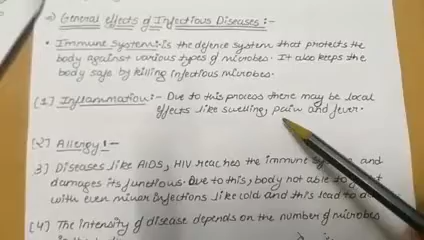 → General effects of Infectious Diseases:-
• Immune System:- is the defence system that protects the
body against various types of microbes. It also keeps the
body safe by killing infectious microbes.
[1] Inflammation:- Due to this process there may be local
effects like swelling, pain and fever.
[2] Allergy:-
3] Diseases like AIDS, HIV reaches the immune and
damages its functions. Due to this, body not able to
with even minor infections like cold and this lead to
[4] The intensity of disease depends on the number of microbes